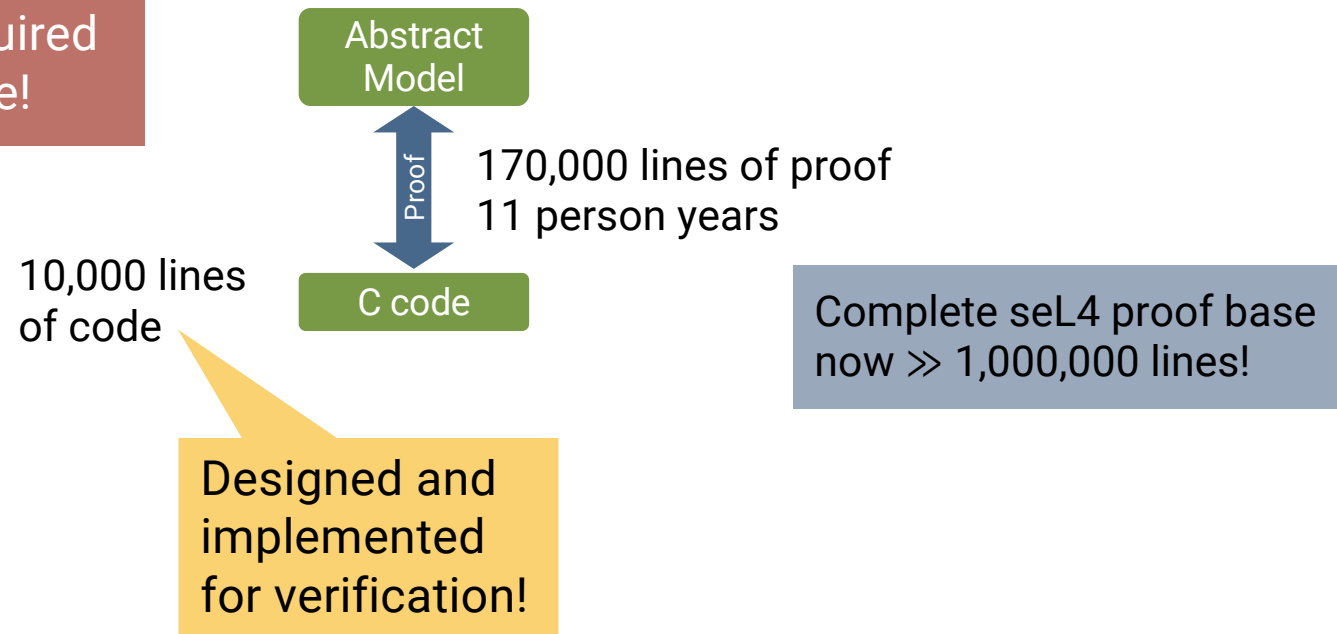 uired
e!
Abstract
Model
Proof
170,000 lines of proof
11 person years
10,000 lines
of code
C code
Complete seL4 proof base
now ≫ 1,000,000 lines!
Designed and
implemented
for verification!